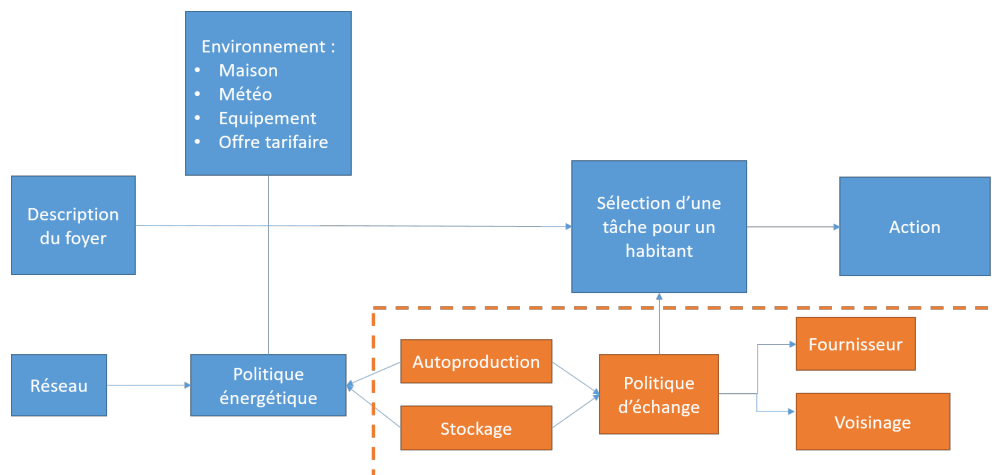 Environnement :
• Maison
• Météo
• Equipement
• Offre tarifaire
Description
du foyer
Sélection d’une
tâche pour un
habitant
Action
Réseau
Politique
énergétique
Autoproduction
Stockage
Politique
d’échange
Fournisseur
Voisinage